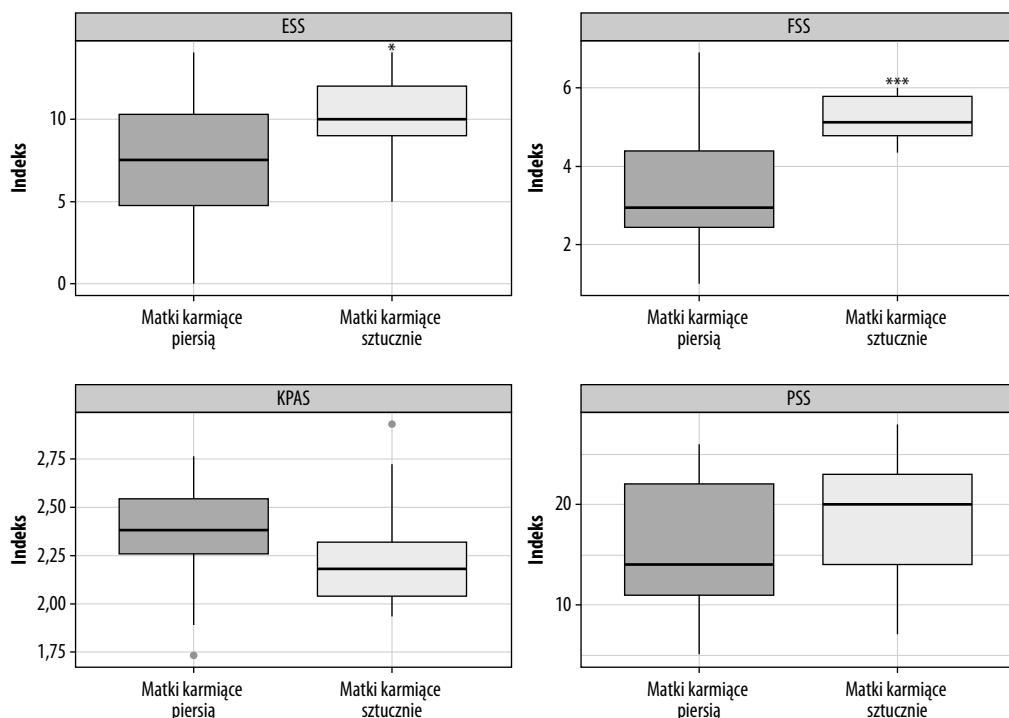 ESS
*
10
5
0
Indeks
Matki karmiące
piersią
Matki karmiące
sztucznie
FSS
***
6
4
2
Indeks
Matki karmiące
piersią
Matki karmiące
sztucznie
KPAS
2,75
2,50
2,25
2,00
1,75
Indeks
Matki karmiące
piersią
Matki karmiące
sztucznie
PSS
20
10
Indeks
Matki karmiące
piersią
Matki karmiące
sztucznie